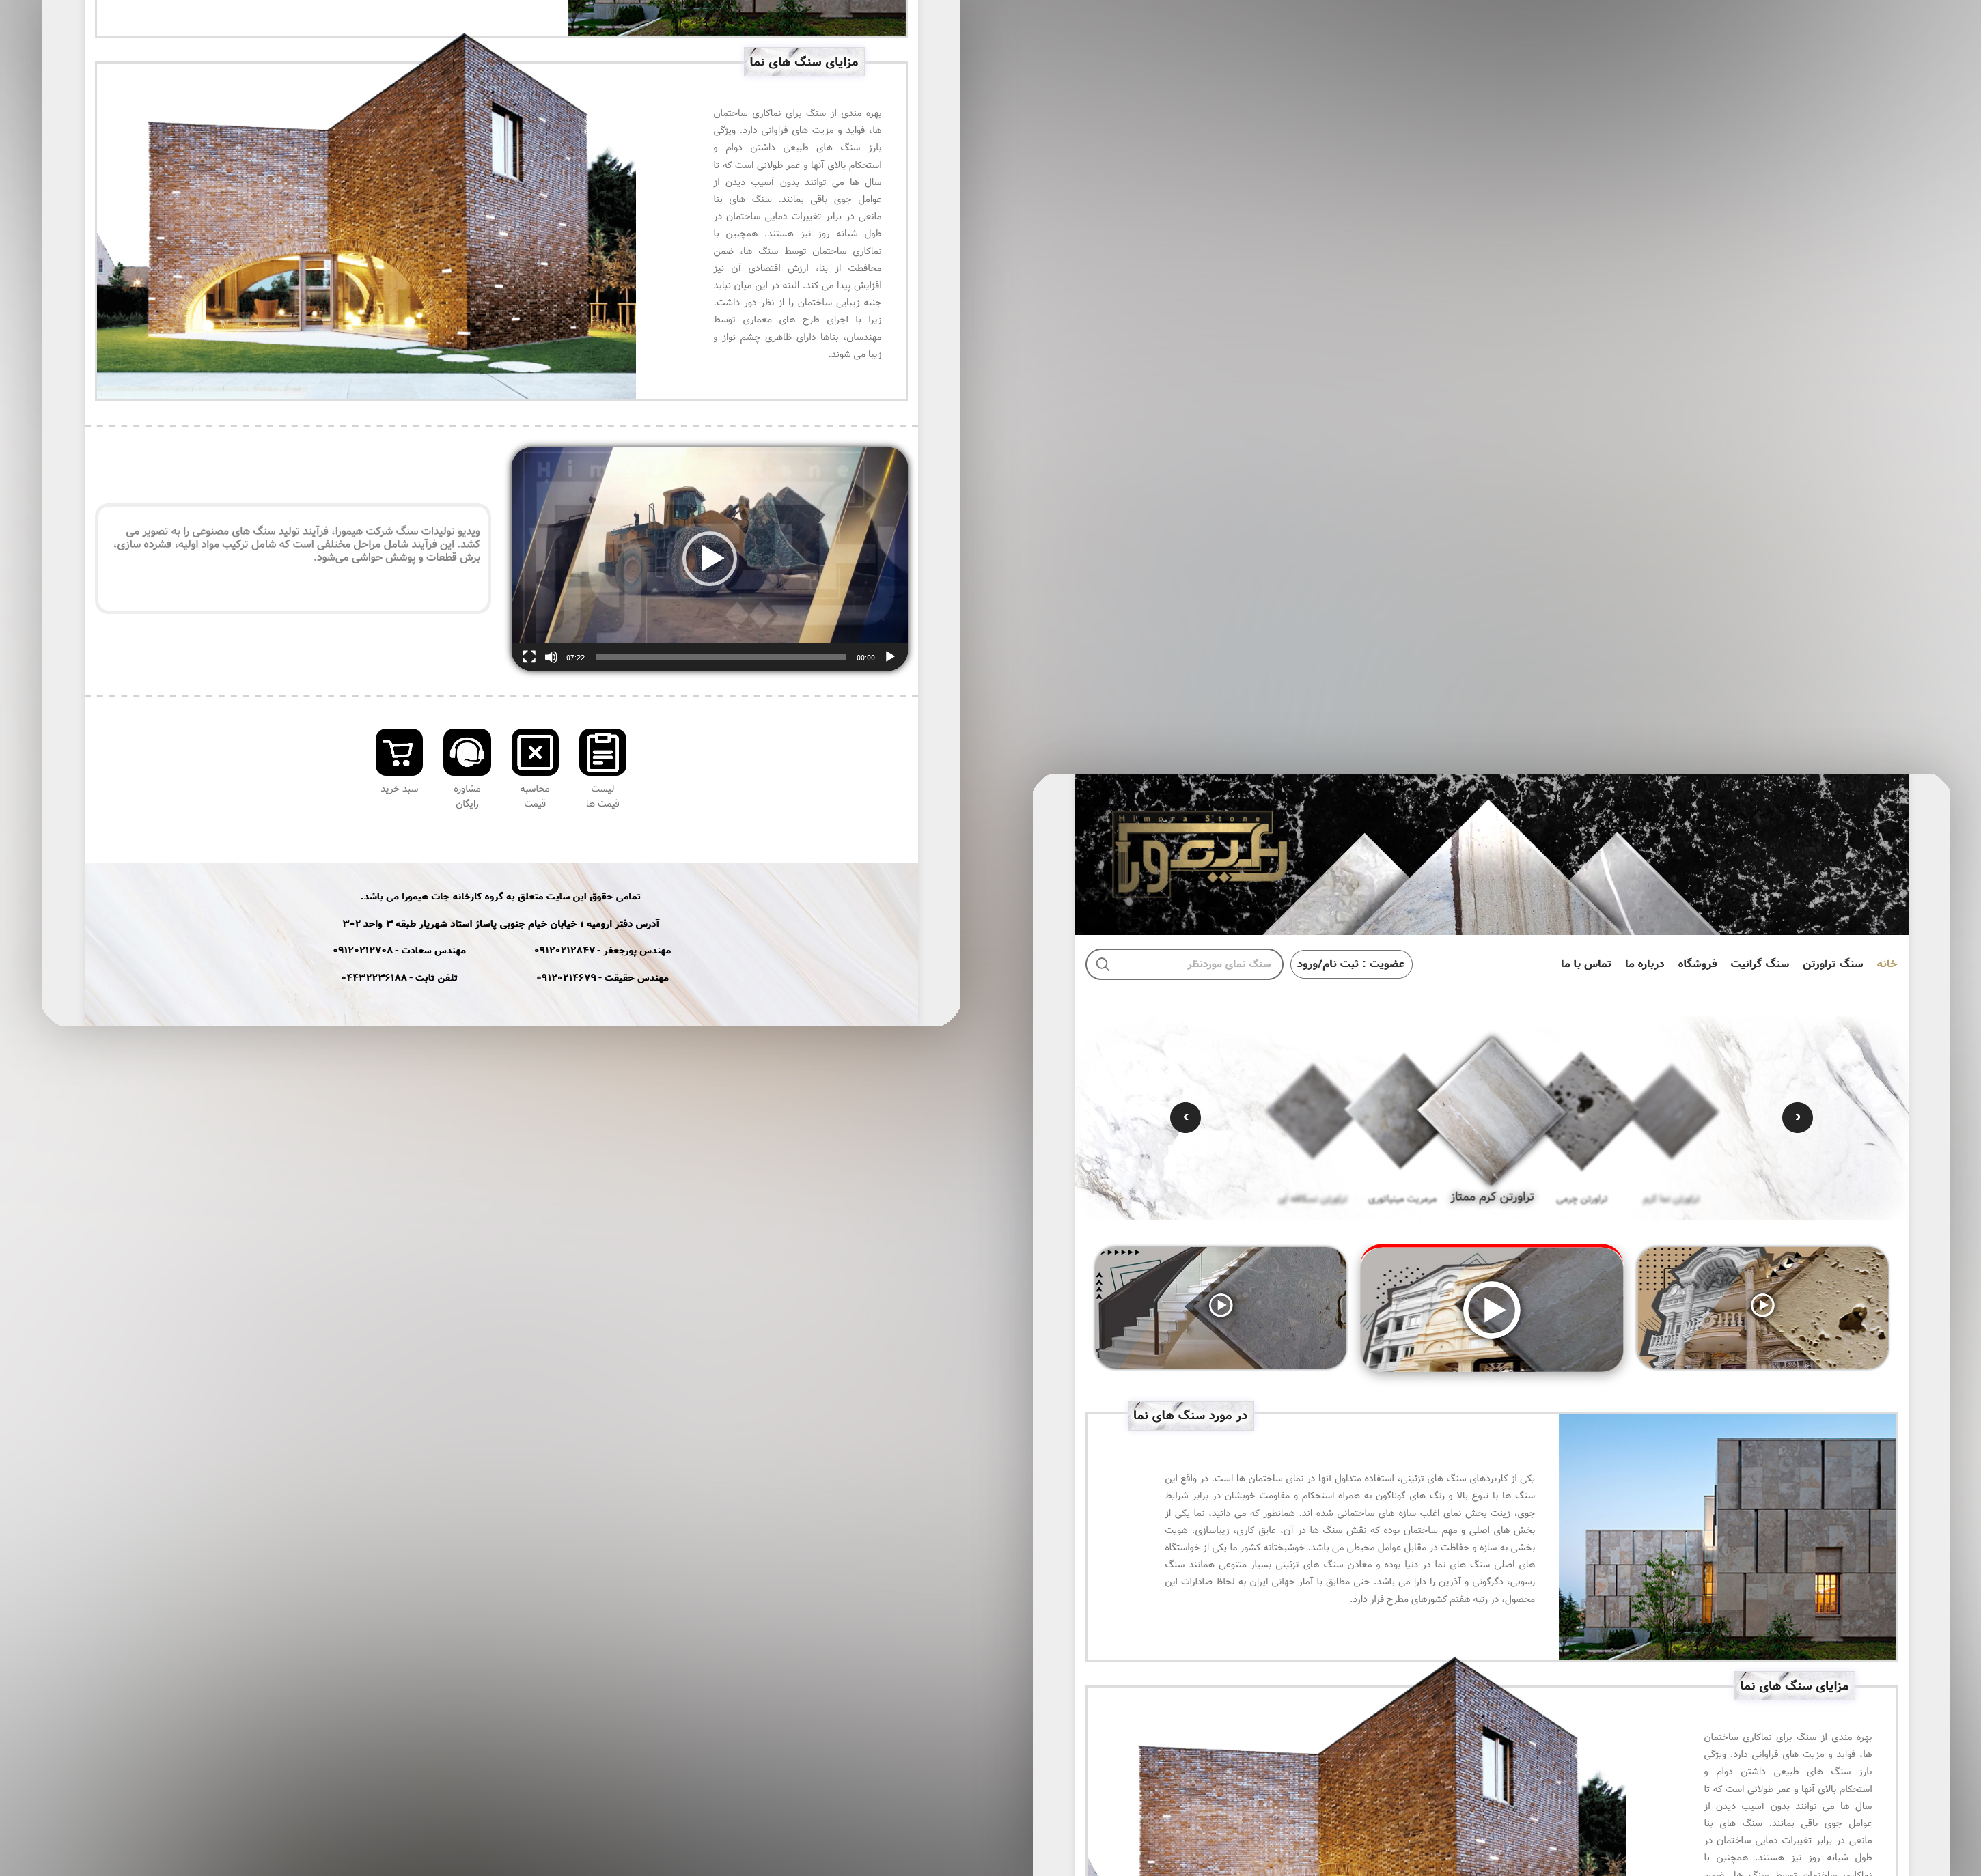 مزایای سنگ های نما
بهره مندی از سنگ برای نماکاری ساختمان
ها، فواید و مزیت های فراوانی دارد. ویژگی
بارز سنگ های طبیعی داشتن دوام و
استحکام بالای آنها و عمر طولانی است که تا
سال ها می توانند بدون آسیب دیدن از
عوامل جوی باقی بمانند. سنگ های بنا
مانعی در برابر تغییرات دمایی ساختمان در
طول شبانه روز نیز هستند. همچنین با
نماکاری ساختمان توسط سنگ ها، ضمن
محافظت از بنا، ارزش اقتصادی آن نیز
افزایش پیدا می کند. البته در این میان نباید
جنبه زیبایی ساختمان را از نظر دور داشت.
زیرا با اجرای طرح های معماری توسط
مهندسان، بناها دارای ظاهری چشم نواز و
زیبا می شوند.
ویدیو تولیدات سنگ شرکت هیمورا، فرآیند تولید سنگ های مصنوعی را به تصویر می
کشد. این فرآیند شامل مراحل مختلفی است که شامل ترکیب مواد اولیه، فشرده سازی،
برش قطعات و پوشش حواشی می‌شود.
00:00
07:22
لیست
قیمت ها
محاسبه
قیمت
مشاوره
رایگان
سبد خرید
تمامی حقوق این سایت متعلق به گروه کارخانه جات هیمورا می باشد.
آدرس دفتر ارومیه ؛ خیابان خیام جنوبی پاساژ استاد شهریار طبقه ۳ واحد ۳۰۲
مهندس پورجعفر - ۰۹۱۲۰۲۱۲۸۴۷
مهندس سعادت - ۰۹۱۲۰۲۱۲۷۰۸
مهندس حقیقت - ۰۹۱۲۰۲۱۴۶۷۹
تلفن ثابت - ۰۴۴۳۲۲۳۶۱۸۸
Himora Stone
هیمورا
خانه
سنگ تراورتن
سنگ گرانیت
فروشگاه
درباره ما
تماس با ما
عضویت : ثبت نام/ورود
سنگ نمای موردنظر
تراورتن نما کرم
تراورتن چرمی
تراورتن کرم ممتاز
مرمریت مینیاتوری
در مورد سنگ های نما
یکی از کاربردهای سنگ های تزئینی، استفاده متداول آنها در نمای ساختمان ها است. در واقع این
سنگ ها با تنوع بالا و رنگ های گوناگون به همراه استحکام و مقاومت خوبشان در برابر شرایط
جوی، زینت بخش نمای اغلب سازه های ساختمانی شده اند. همانطور که می دانید، نما یکی از
بخش های اصلی و مهم ساختمان بوده که نقش سنگ ها در آن، عایق کاری، زیباسازی، هویت
بخشی به سازه و حفاظت در مقابل عوامل محیطی می باشد. خوشبختانه کشور ما یکی از خواستگاه
های اصلی سنگ های نما در دنیا بوده و معادن سنگ های تزئینی بسیار متنوعی همانند سنگ
رسوبی، دگرگونی و آذرین را دارا می باشد. حتی مطابق با آمار جهانی ایران به لحاظ صادارات این
محصول، در رتبه هفتم کشورهای مطرح قرار دارد.
مزایای سنگ های نما
بهره مندی از سنگ برای نماکاری ساختمان
ها، فواید و مزیت های فراوانی دارد. ویژگی
بارز سنگ های طبیعی داشتن دوام و
استحکام بالای آنها و عمر طولانی است که تا
سال ها می توانند بدون آسیب دیدن از
عوامل جوی باقی بمانند. سنگ های بنا
مانعی در برابر تغییرات دمایی ساختمان در
طول شبانه روز نیز هستند. همچنین با